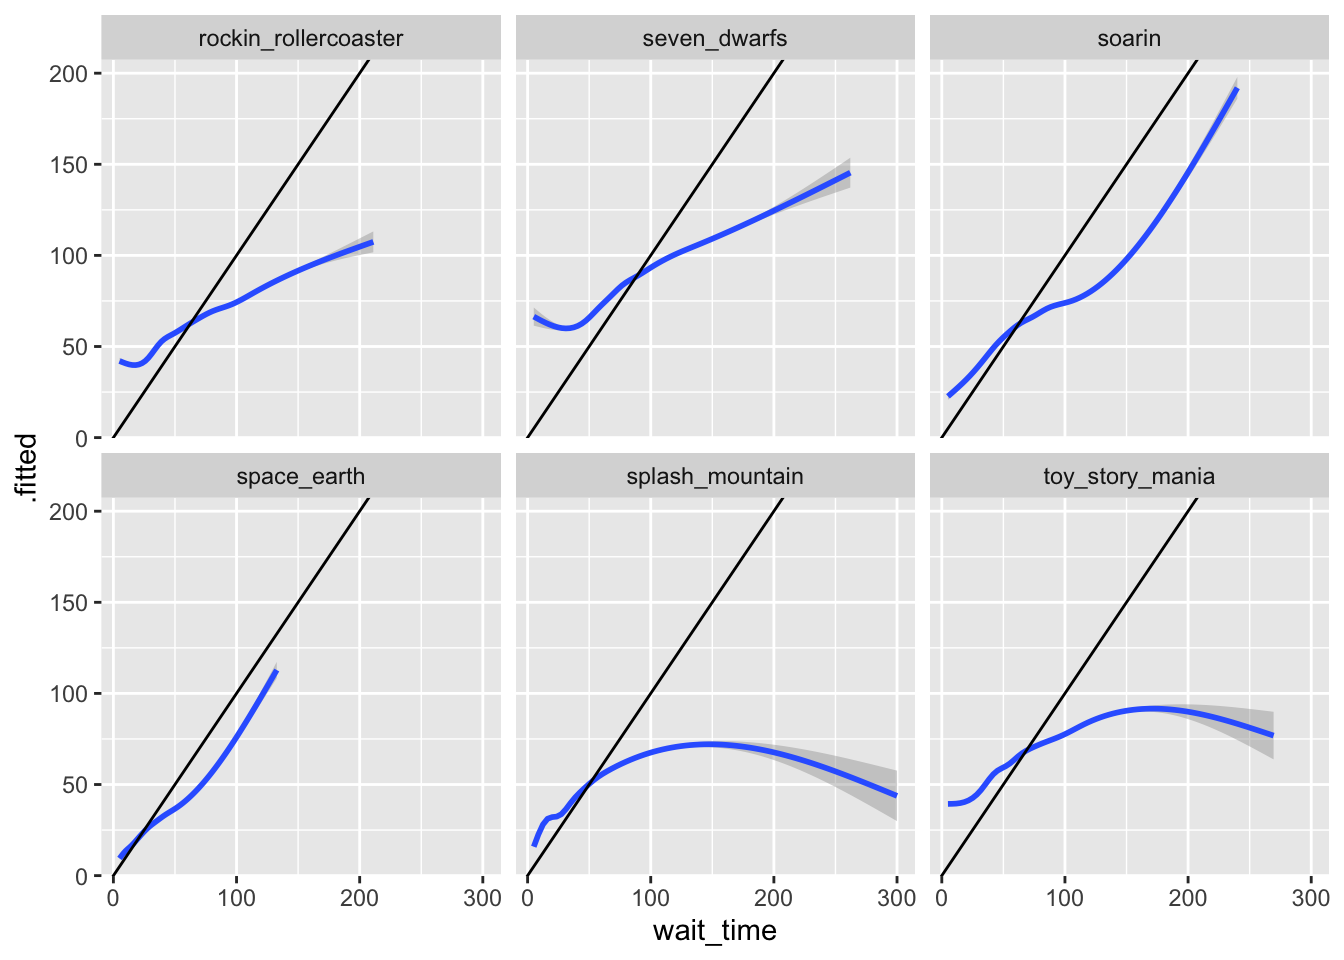 rockin_rollercoaster
seven_dwarfs
soarin
200
150
100
50
0
space_earth
splash_mountain
toy_story_mania
200
150
100
50
0
0 100 200 300
0 100 200 300
0 100 200 300
wait_time
.fitted